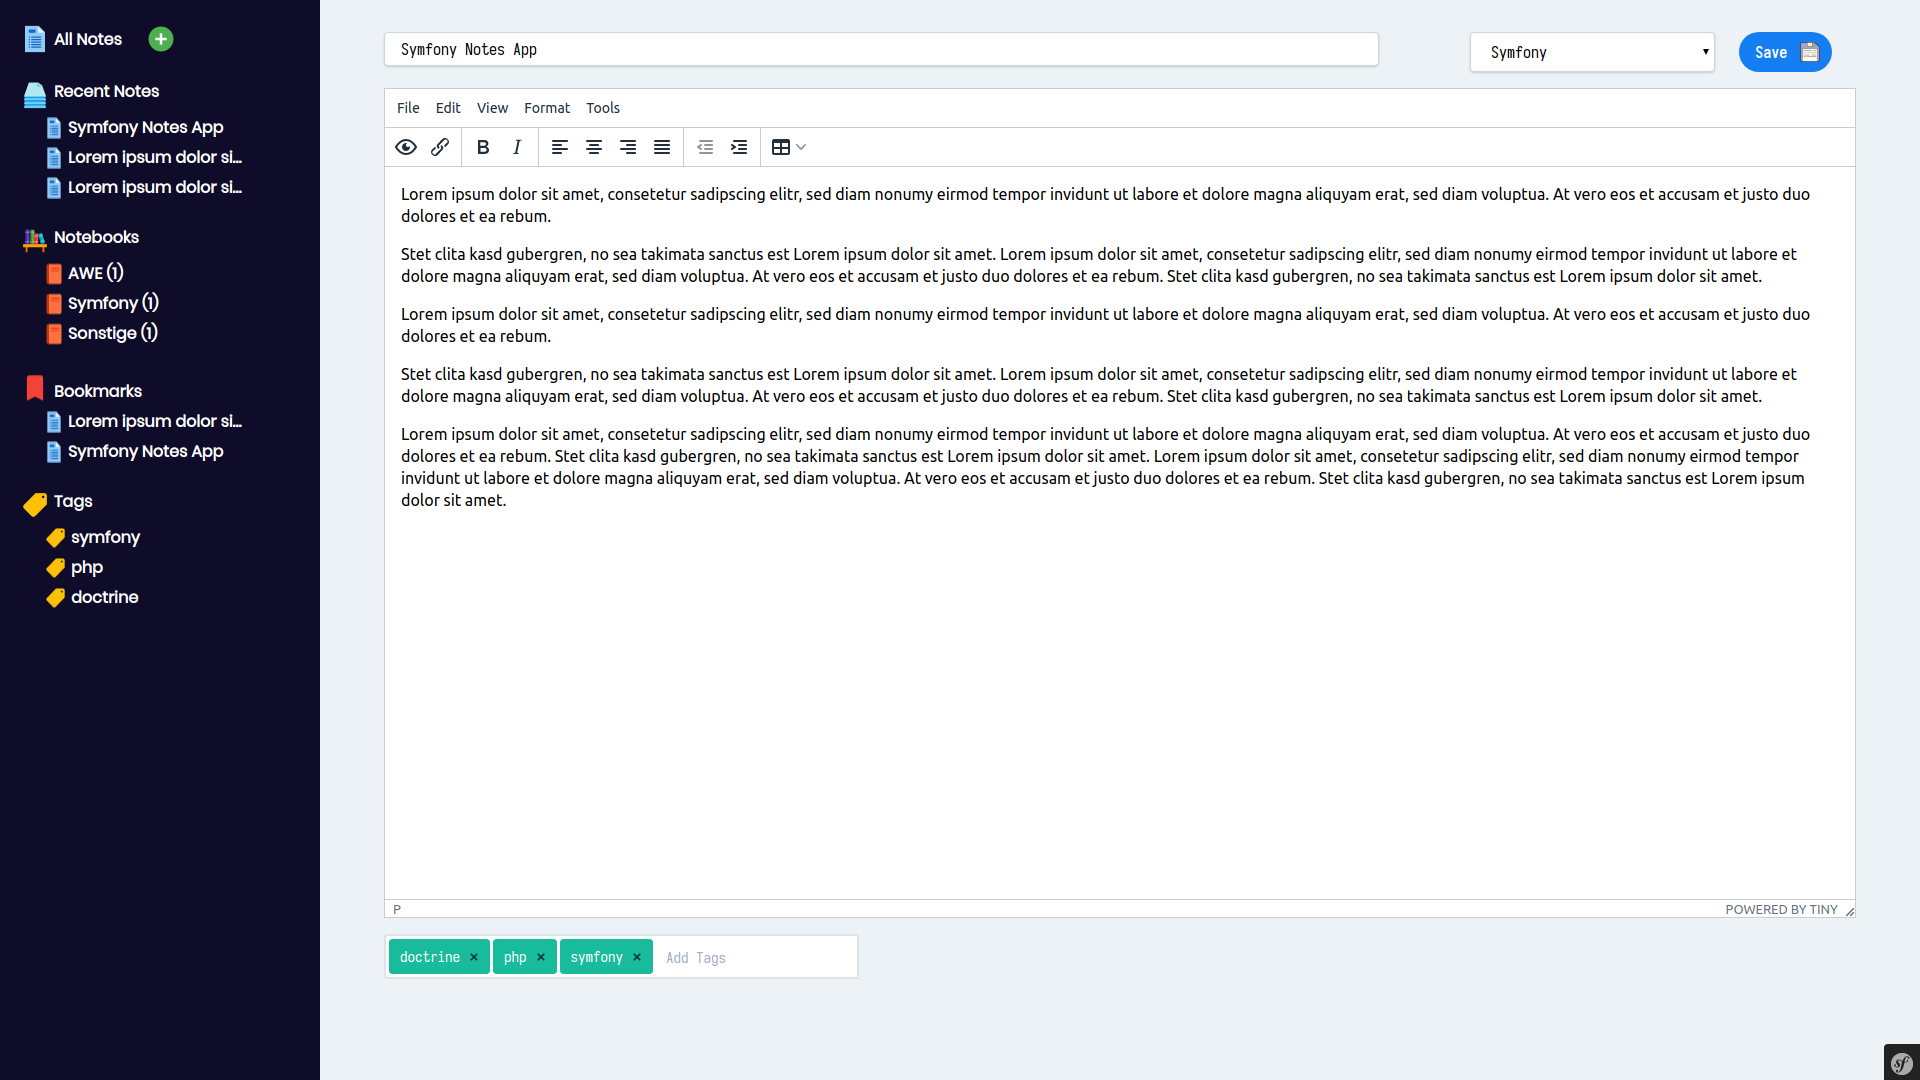 All Notes
Recent Notes
Symfony Notes App
Lorem ipsum dolor si...
Lorem ipsum dolor si...
Notebooks
AWE (1)
Symfony (1)
Sonstige (1)
Bookmarks
Lorem ipsum dolor si...
Symfony Notes App
Tags
symfony
php
doctrine
Symfony Notes App
Symfony
Save
File Edit View Format Tools
B I
Lorem ipsum dolor sit amet, consetetur sadipscing elitr, sed diam nonumy eirmod tempor invidunt ut labore et dolore magna aliquyam erat, sed diam voluptua. At vero eos et accusam et justo duo
dolores et ea rebum.
Stet clita kasd gubergren, no sea takimata sanctus est Lorem ipsum dolor sit amet. Lorem ipsum dolor sit amet, consetetur sadipscing elitr, sed diam nonumy eirmod tempor invidunt ut labore et
dolore magna aliquyam erat, sed diam voluptua. At vero eos et accusam et justo duo dolores et ea rebum. Stet clita kasd gubergren, no sea takimata sanctus est Lorem ipsum dolor sit amet.
Lorem ipsum dolor sit amet, consetetur sadipscing elitr, sed diam nonumy eirmod tempor invidunt ut labore et dolore magna aliquyam erat, sed diam voluptua. At vero eos et accusam et justo duo
dolores et ea rebum.
Stet clita kasd gubergren, no sea takimata sanctus est Lorem ipsum dolor sit amet. Lorem ipsum dolor sit amet, consetetur sadipscing elitr, sed diam nonumy eirmod tempor invidunt ut labore et
dolore magna aliquyam erat, sed diam voluptua. At vero eos et accusam et justo duo dolores et ea rebum. Stet clita kasd gubergren, no sea takimata sanctus est Lorem ipsum dolor sit amet.
Lorem ipsum dolor sit amet, consetetur sadipscing elitr, sed diam nonumy eirmod tempor invidunt ut labore et dolore magna aliquyam erat, sed diam voluptua. At vero eos et accusam et justo duo
dolores et ea rebum. Stet clita kasd gubergren, no sea takimata sanctus est Lorem ipsum dolor sit amet. Lorem ipsum dolor sit amet, consetetur sadipscing elitr, sed diam nonumy eirmod tempor
invidunt ut labore et dolore magna aliquyam erat, sed diam voluptua. At vero eos et accusam et justo duo dolores et ea rebum. Stet clita kasd gubergren, no sea takimata sanctus est Lorem ipsum
dolor sit amet.
P POWERED BY TINY
doctrine × php × symfony × Add Tags
sf